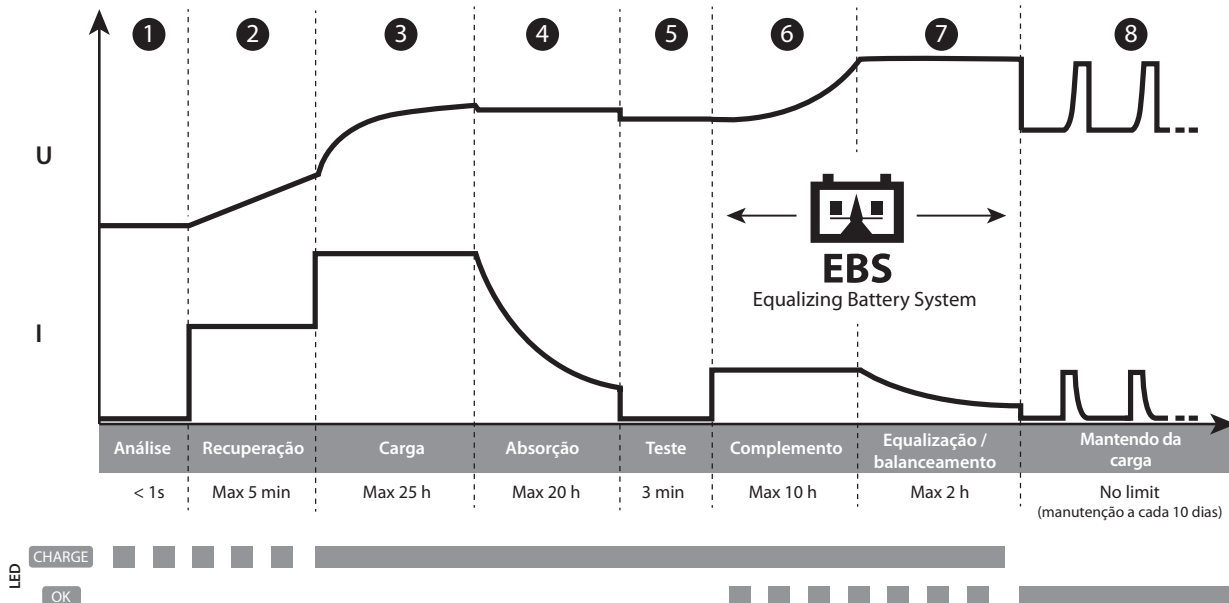 1 2 3 4 5 6 7 8
U
EBS
Equalizing Battery System
I
Análise Recuperação Carga Absorção Teste Complemento Equalização / balanceamento Mantendo da carga
< 1s Max 5 min Max 25 h Max 20 h 3 min Max 10 h Max 2 h No limit
(manutenção a cada 10 dias)
LED
CHARGE
OK